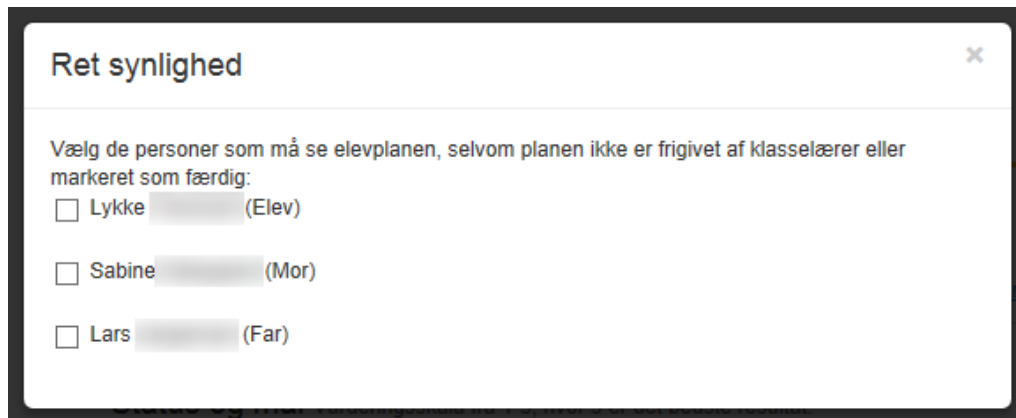 Ret synlighed
×
Vælg de personer som må se elevplanen, selvom planen ikke er frigivet af klasselærer eller
markeret som færdig:
Lykke (Elev)
Sabine (Mor)
Lars (Far)